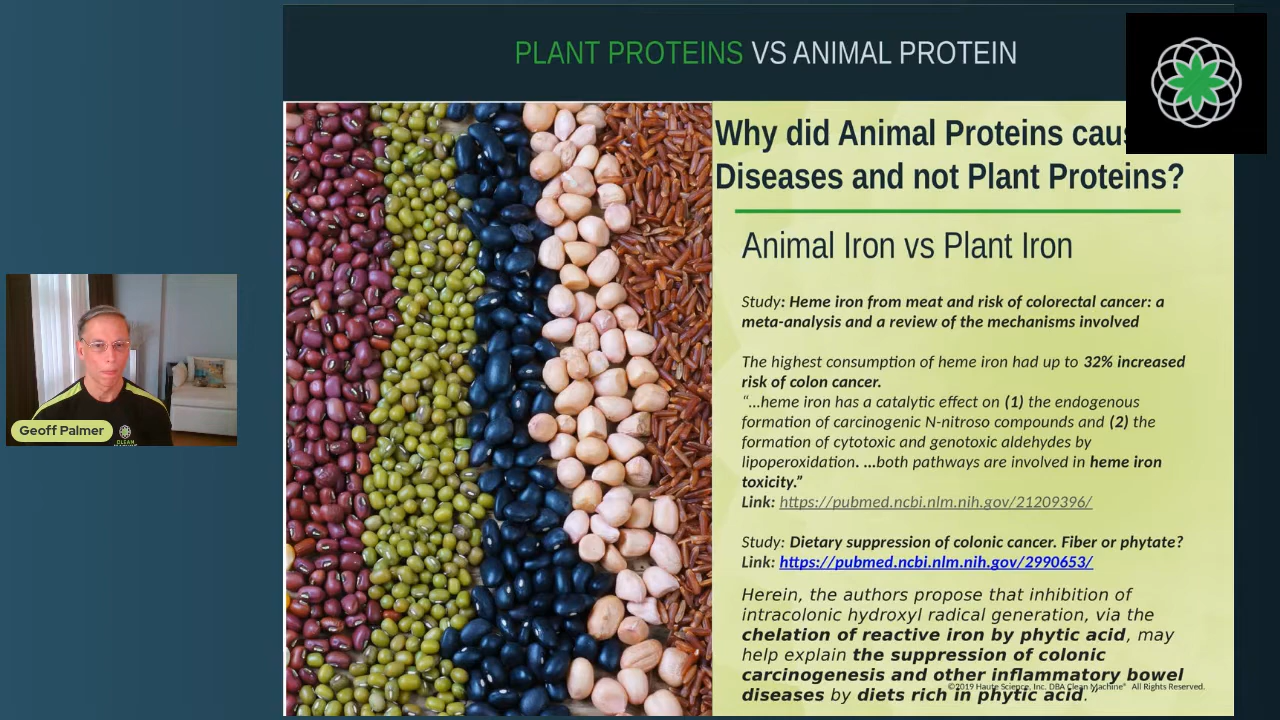 PLANT PROTEINS VS ANIMAL PROTEIN
Why did Animal Proteins cau
Diseases and not Plant Proteins?
Animal Iron vs Plant Iron
Study: Heme iron from meat and risk of colorectal cancer: a
meta-analysis and a review of the mechanisms involved
The highest consumption of heme iron had up to 32% increased
risk of colon cancer.
“…heme iron has a catalytic effect on (1) the endogenous
formation of carcinogenic N-nitroso compounds and (2) the
formation of cytotoxic and genotoxic aldehydes by
lipoperoxidation. …both pathways are involved in heme iron
toxicity.”
Link: https://pubmed.ncbi.nlm.nih.gov/21209396/
Study: Dietary suppression of colonic cancer. Fiber or phytate?
Link: https://pubmed.ncbi.nlm.nih.gov/2990653/
Herein, the authors propose that inhibition of
intracolonic hydroxyl radical generation, via the
chelation of reactive iron by phytic acid, may
help explain the suppression of colonic
carcinogenesis and other inflammatory bowel
diseases by diets rich in phytic acid.
©2019 Haute Science, Inc. DBA Clean Machine® All Rights Reserved.
Geoff Palmer
CLEAN